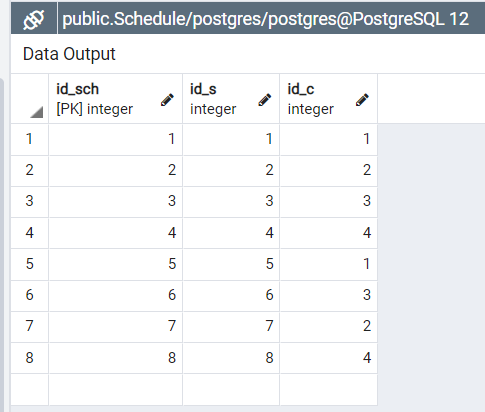 public.Schedule/postgres/postgres@PostgreSQL 12
Data Output
id_sch id_s id_c
[PK] integer integer integer
1 1 1 1
2 2 2 2
3 3 3 3
4 4 4 4
5 5 5 1
6 6 6 3
7 7 7 2
8 8 8 4